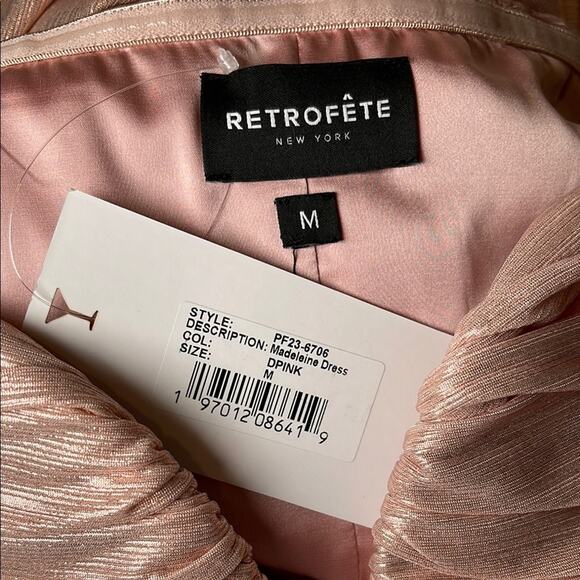 RETROFÊTE
NEW YORK
M
STYLE: PF23-6706
DESCRIPTION: Madeleine Dress
COL: DPINK
SIZE: M
1 97012 08641 9